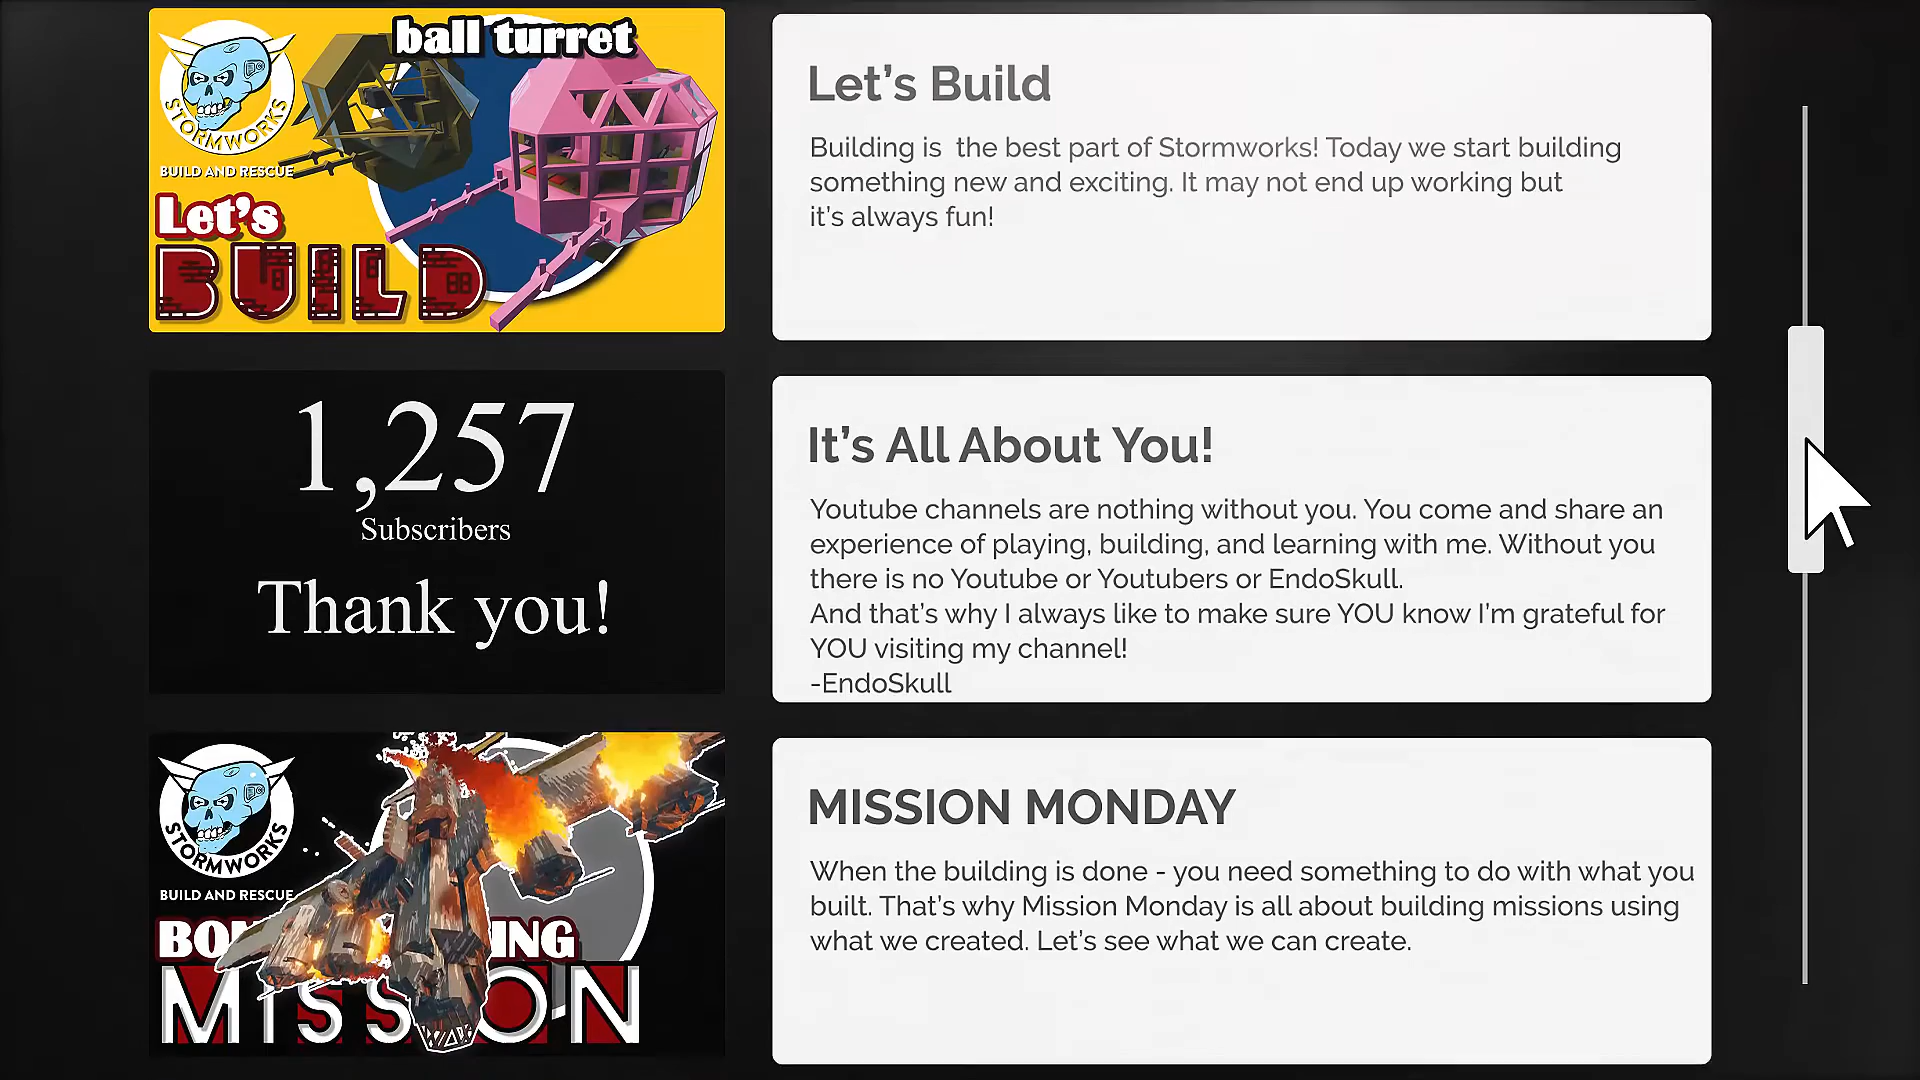 ball turret
STORMWORKS
BUILD AND RESCUE
Let's
BUILD
Let's Build
Building is  the best part of Stormworks! Today we start building
something new and exciting. It may not end up working but
it's always fun!
1,257
Subscribers
Thank you!
It's All About You!
Youtube channels are nothing without you. You come and share an
experience of playing, building, and learning with me. Without you
there is no Youtube or Youtubers or EndoSkull.
And that's why I always like to make sure YOU know I'm grateful for
YOU visiting my channel!
-EndoSkull
STORMWORKS
BUILD AND RESCUE
MISSION
MISSION MONDAY
When the building is done - you need something to do with what you
built. That's why Mission Monday is all about building missions using
what we created. Let's see what we can create.